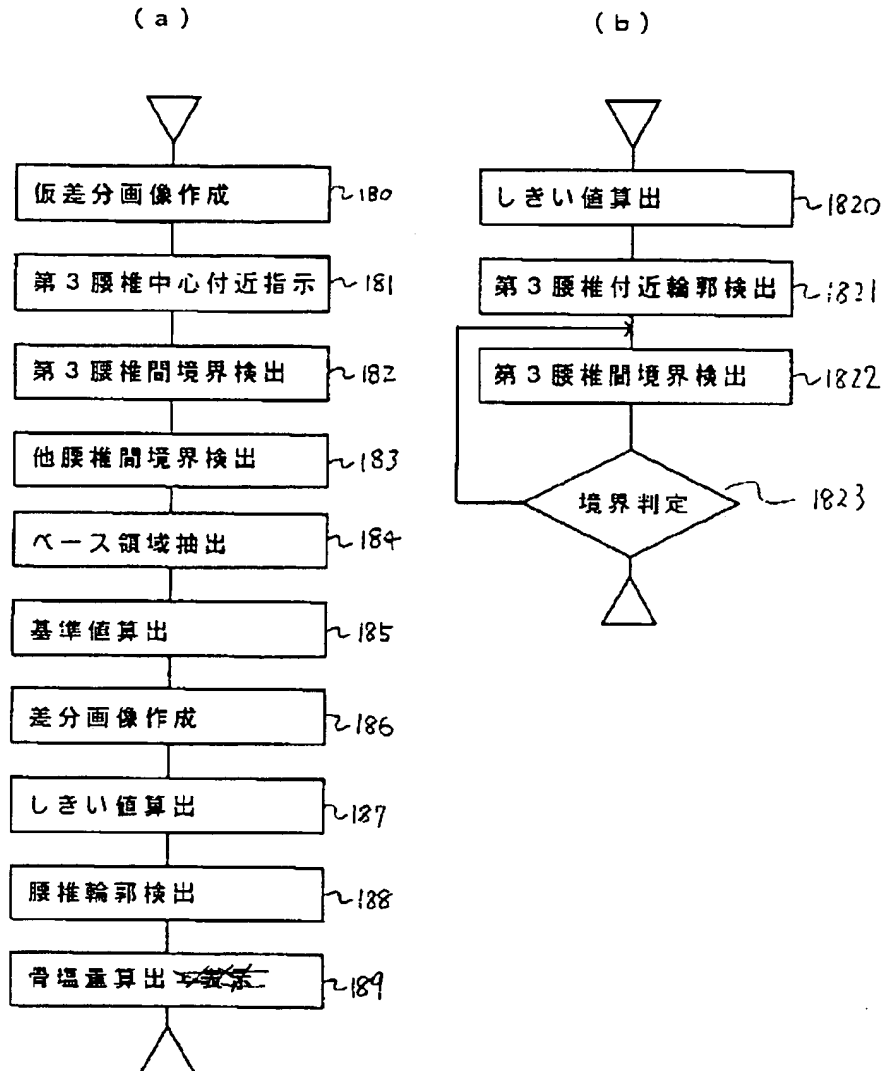 (a)
仮差分画像作成 180
第3腰椎中心付近指示 181
第3腰椎間境界検出 182
他腰椎間境界検出 183
ベース領域抽出 184
基準値算出 185
差分画像作成 186
しきい値算出 187
腰椎輪郭検出 188
骨塩量算出 189
(b)
しきい値算出 1820
第3腰椎付近輪郭検出 1821
第3腰椎間境界検出 1822
境界判定 1823